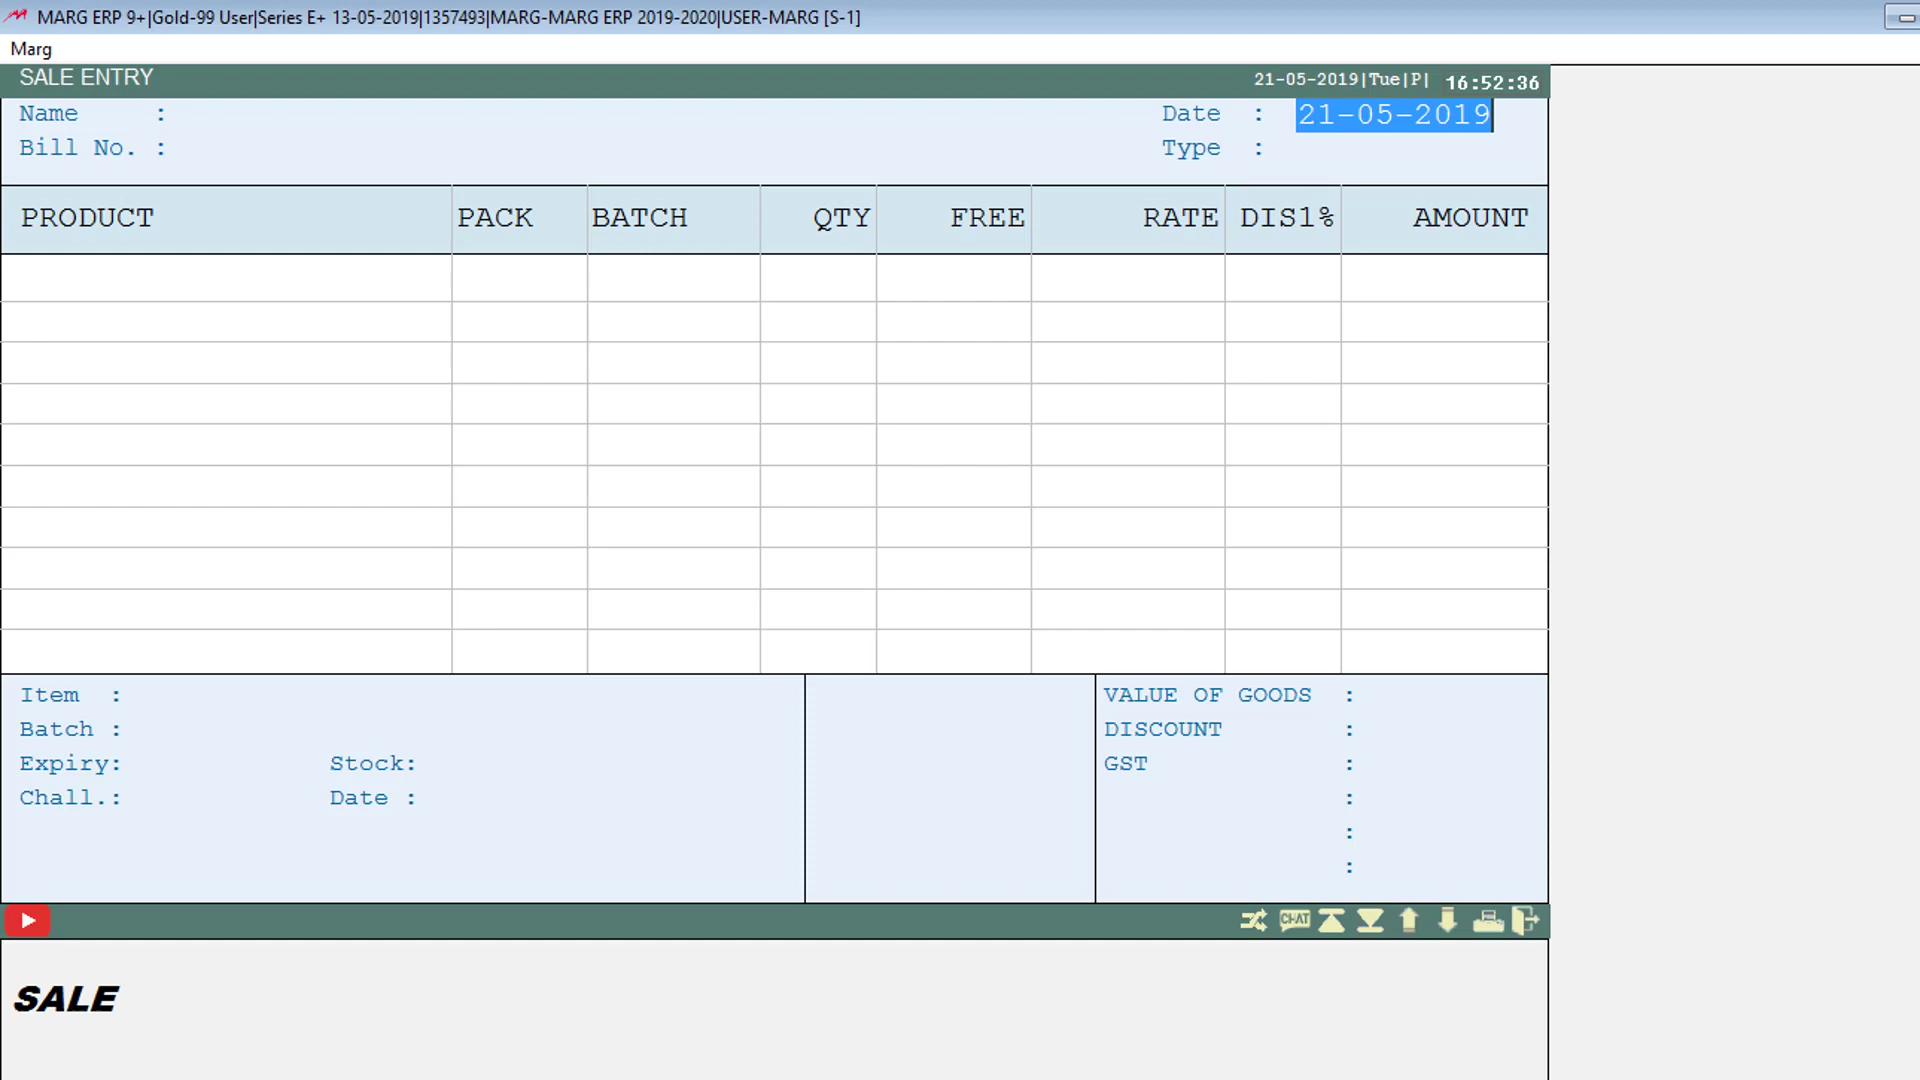 MARG ERP 9+|Gold-99 User|Series E+ 13-05-2019|1357493|MARG-MARG ERP 2019-2020|USER-MARG [S-1]
Marg
SALE ENTRY 21-05-2019|Tue|P| 16:52:36
Name : Date : 21-05-2019
Bill No. : Type :
PRODUCT PACK BATCH QTY FREE RATE DIS1% AMOUNT
Item : VALUE OF GOODS :
Batch : DISCOUNT :
Expiry: Stock: GST :
Chall.: Date : :
:
:
CHAT
SALE